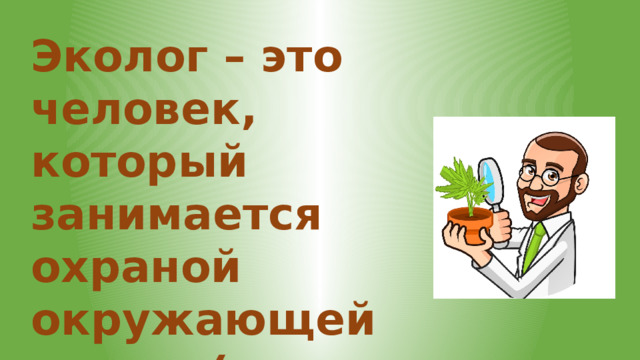 Эколог – это
человек,
который
занимается
охраной
окружающей